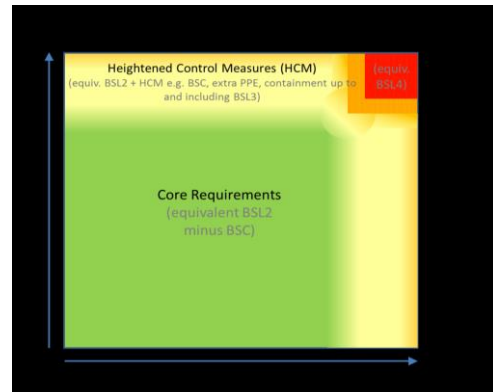 Heightened Control Measures (HCM)
(equiv. BSL2 + HCM e.g. BSC, extra PPE, containment up to
and including BSL3)
(equiv.
BSL4)
Core Requirements
(equivalent BSL2
minus BSC)